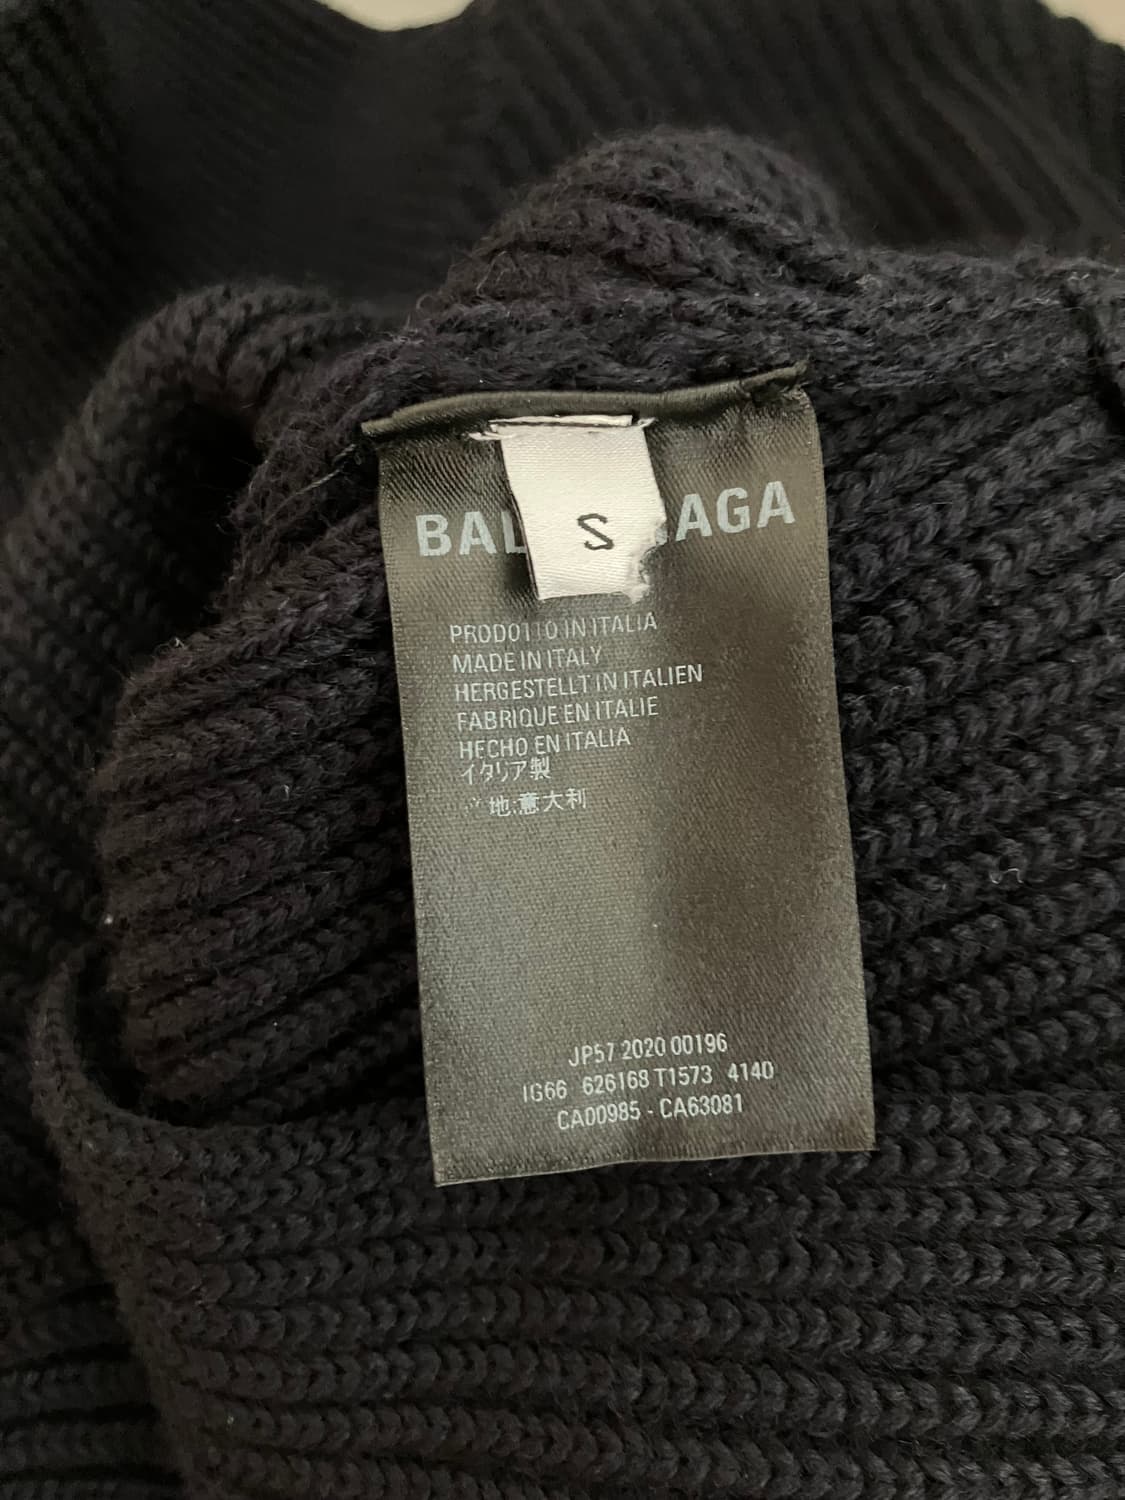 BAL AGA
S
PRODOTTO IN ITALIA
MADE IN ITALY
HERGESTELLT IN ITALIEN
FABRIQUE EN ITALIE
HECHO EN ITALIA
イタリア製
地:意大利
JP57 2020 00196
IG66 626168 T1573 4140
CA00985 - CA63081